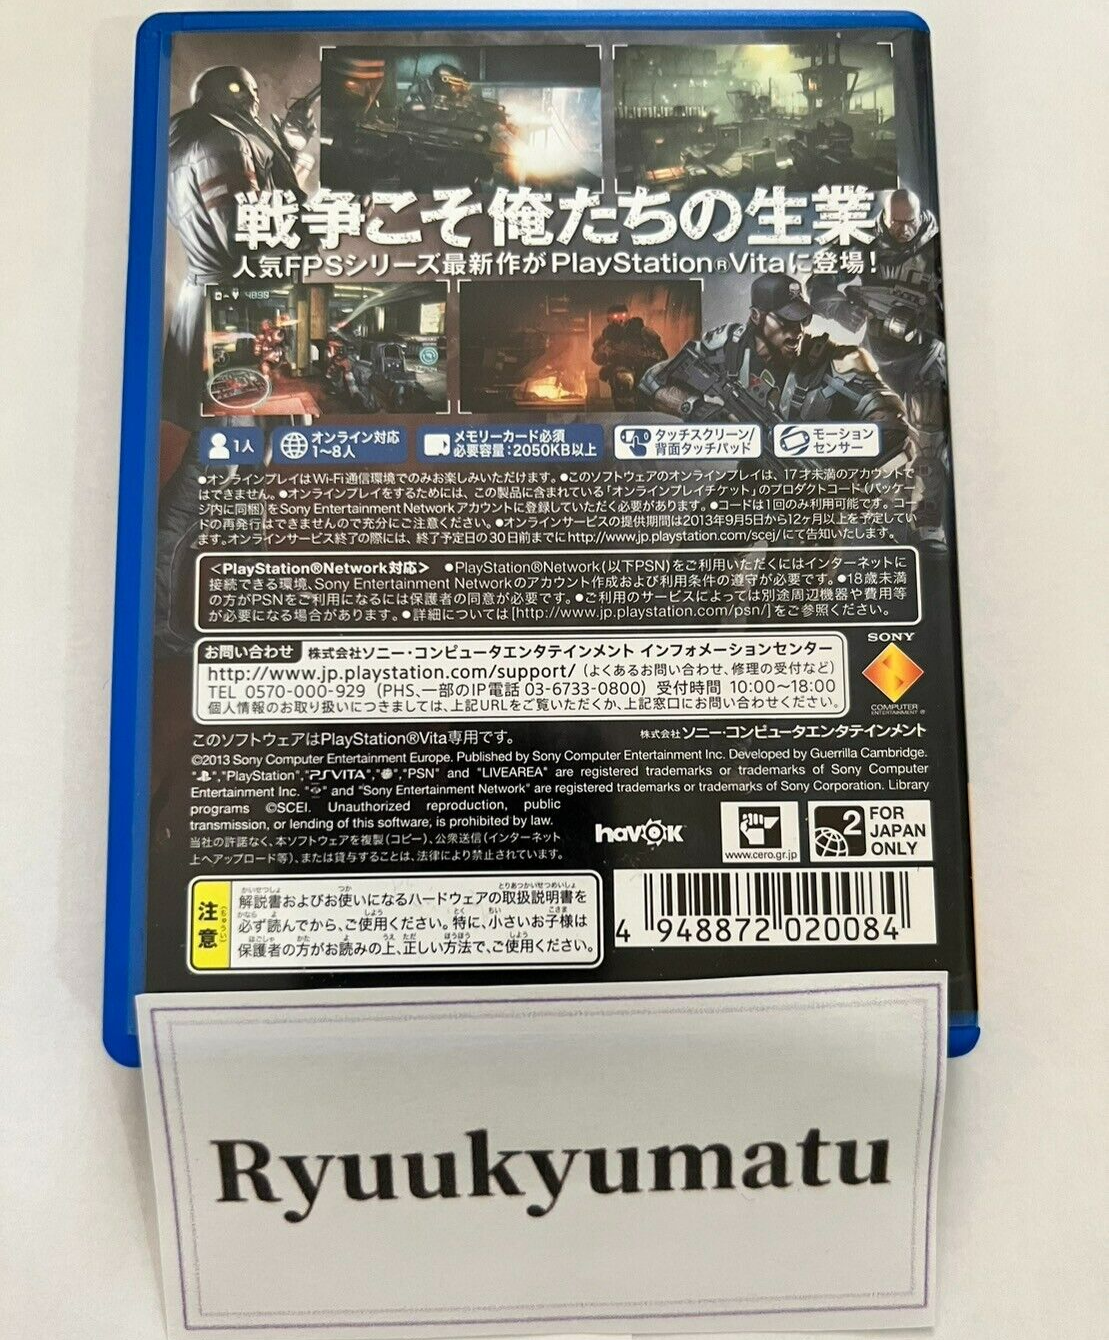 戦争こそ俺たちの生業
人気FPSシリーズ最新作がPlayStation®Vitaに登場!
1人
オンライン対応
1~8人
メモリーカード必須
必要容量:2050KB以上
タッチスクリーン/
背面タッチパッド
モーション
センサー
●オンラインプレイはWi-Fi通信環境でのみお楽しみいただけます。●このソフトウェアのオンラインプレイは、17才未満のアカウントで
はできません。●オンラインプレイをするためには、この製品に含まれている「オンラインプレイチケット」のプロダクトコード(パッケー
ジ内に同梱)をSony Entertainment Networkアカウントに登録していただく必要があります。●コードは1回のみ利用可能です。コー
ドの再発行はできませんので充分にご注意ください。●オンラインサービスの提供期間は2013年9月5日から12ヶ月以上を予定してい
ます。オンラインサービス終了の際には、終了予定日の30日前までにhttp://www.jp.playstation.com/scej/にて告知いたします。
<PlayStation®Network対応> ●PlayStation®Network(以下PSN)をご利用いただくにはインターネットに
接続できる環境、Sony Entertainment Networkのアカウント作成および利用条件の遵守が必要です。●18歳未満
の方がPSNをご利用になるには保護者の同意が必要です。●ご利用のサービスによっては別途周辺機器や費用等
が必要になる場合があります。●詳細については[http://www.jp.playstation.com/psn/]をご参照ください。
お問い合わせ 株式会社ソニー・コンピュータエンタテインメント インフォメーションセンター
http://www.jp.playstation.com/support/ (よくあるお問い合わせ、修理の受付など)
TEL 0570-000-929 (PHS、一部のIP電話 03-6733-0800) 受付時間 10:00~18:00
個人情報のお取り扱いにつきましては、上記URLをご覧いただくか、上記窓口にお問い合わせください。
SONY
COMPUTER
ENTERTAINMENT®
このソフトウェアはPlayStation®Vita専用です。
株式会社ソニー・コンピュータエンタテインメント
©2013 Sony Computer Entertainment Europe. Published by Sony Computer Entertainment Inc. Developed by Guerrilla Cambridge.
" ","PlayStation","PSVITA"," ","PSN" and "LIVEAREA" are registered trademarks or trademarks of Sony Computer
Entertainment Inc. " " and "Sony Entertainment Network" are registered trademarks or trademarks of Sony Corporation. Library
programs ©SCEI. Unauthorized reproduction, public
transmission, or lending of this software, is prohibited by law.
当社の許諾なく、本ソフトウェアを複製(コピー)、公衆送信(インターネット
上へアップロード等)、または貸与することは、法律により禁止されています。
havok
www.cero.gr.jp
2
FOR
JAPAN
ONLY
注意
解説書およびお使いになるハードウェアの取扱説明書を
必ず読んでから、ご使用ください。特に、小さいお子様は
保護者の方がお読みの上、正しい方法で、ご使用ください。
4 948872 020084
Ryuukyumatu